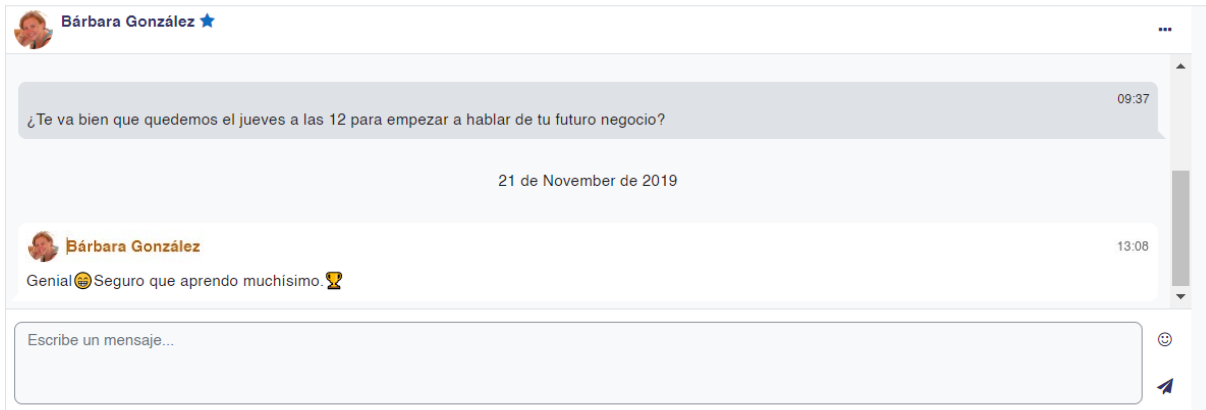 Bárbara González
09:37
¿Te va bien que quedemos el jueves a las 12 para empezar a hablar de tu futuro negocio?
21 de November de 2019
Bárbara González
13:08
Genial😁Seguro que aprendo muchísimo.🏆
Escribe un mensaje...